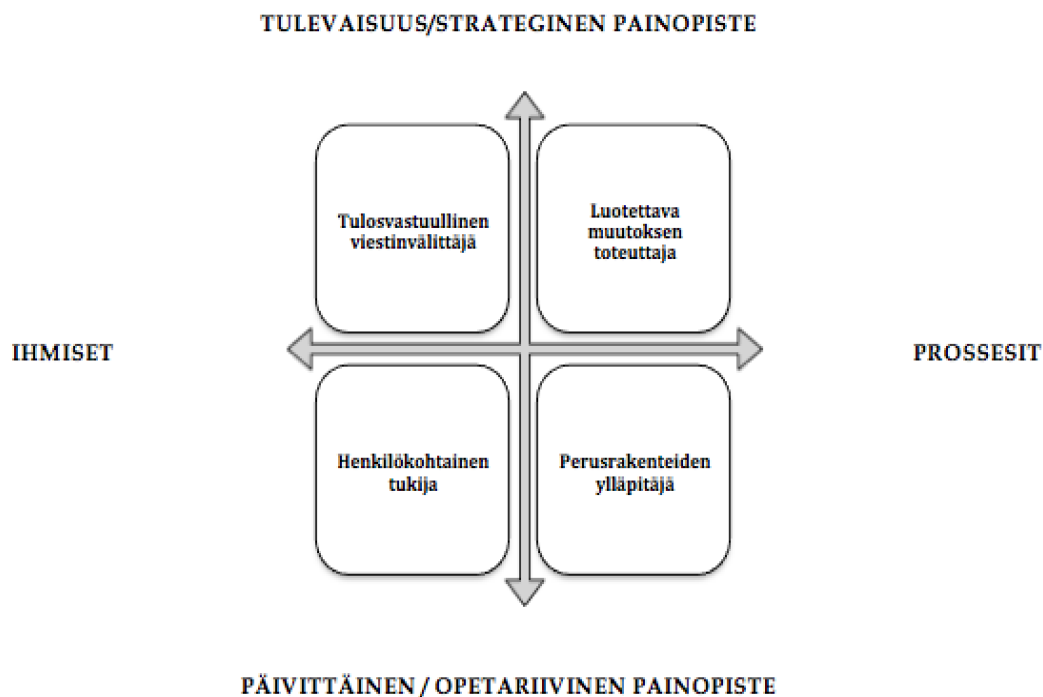 TULEVAISUUS/STRATEGINEN PAINOPISTE
Tulosvastuullinen
viestinvälittäjä
Luotettava
muutoksen
toteuttaja
IHMISET
PROSSESIT
Henkilökohtainen
tukija
Perusrakenteiden
ylläpitäjä
PÄIVITTÄINEN / OPETARIIVINEN PAINOPISTE